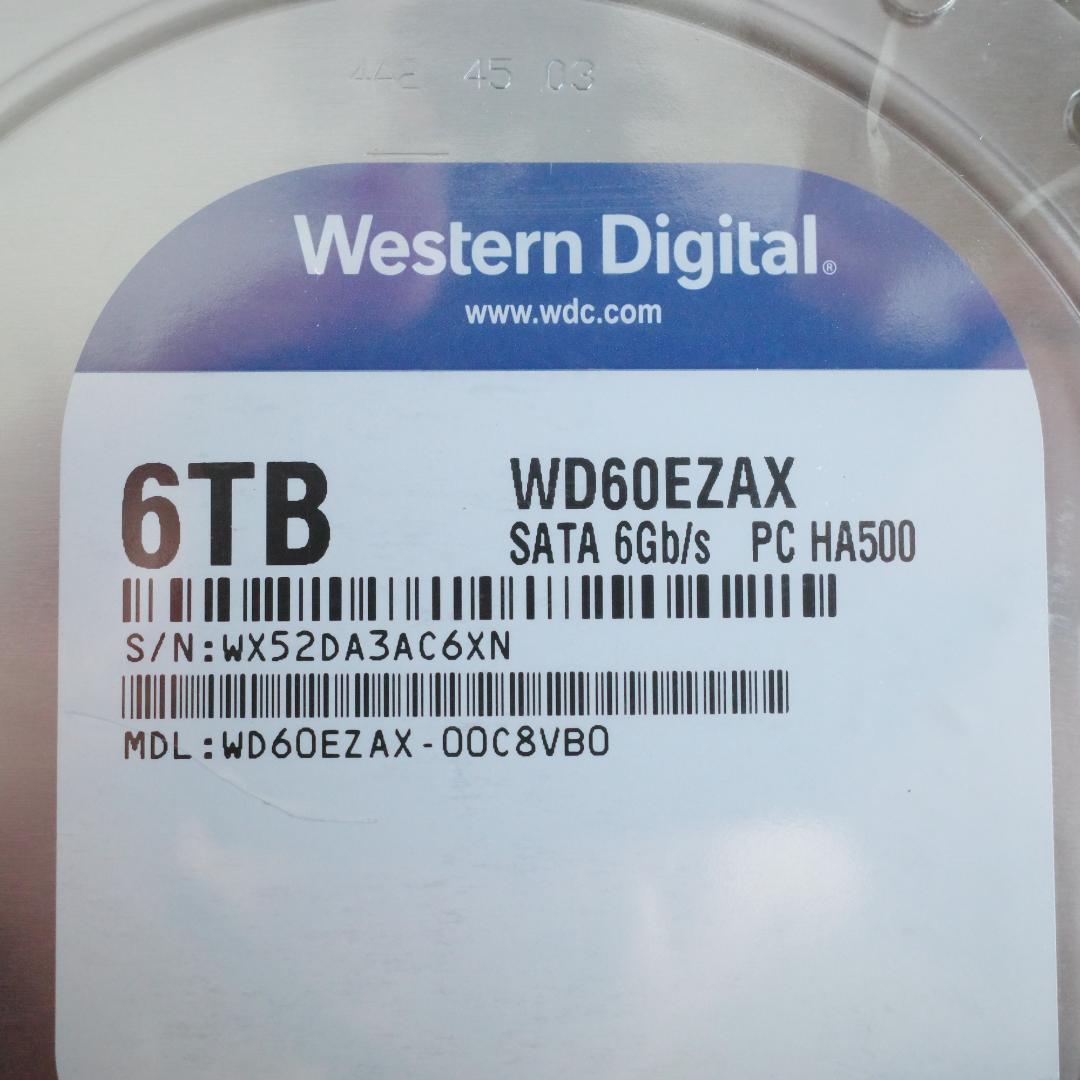 442 45 03
Western Digital®
www.wdc.com
6TB WD60EZAX
SATA 6Gb/s PC HA500
S/N:WX52DA3AC6XN
MDL:WD60EZAX-00C8VB0